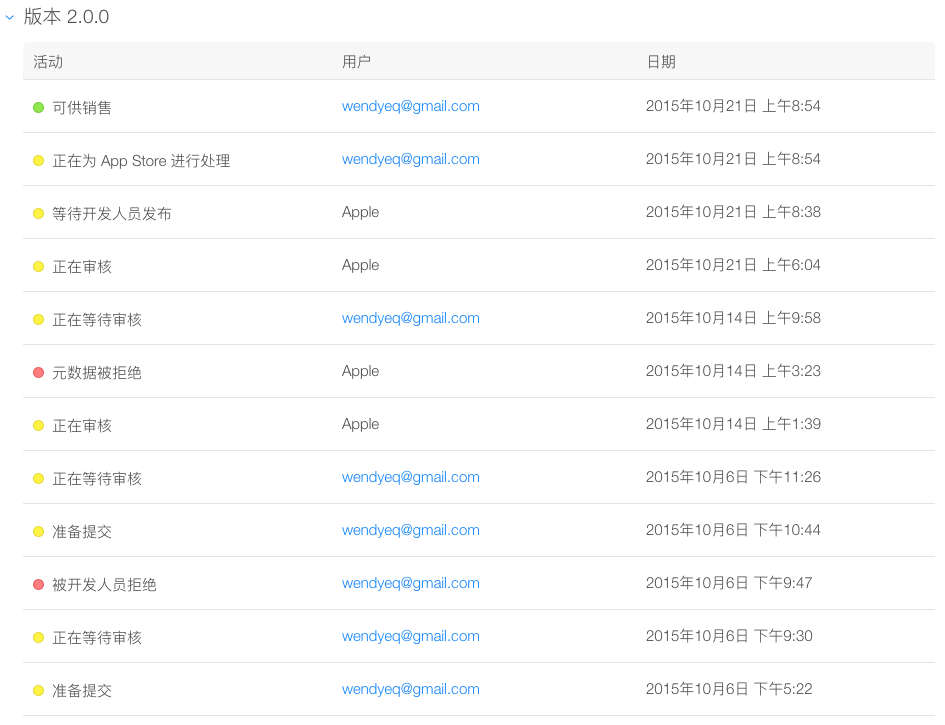 版本 2.0.0
活动 用户 日期
可供销售 wendyeq@gmail.com 2015年10月21日 上午8:54
正在为 App Store 进行处理 wendyeq@gmail.com 2015年10月21日 上午8:54
等待开发人员发布 Apple 2015年10月21日 上午8:38
正在审核 Apple 2015年10月21日 上午6:04
正在等待审核 wendyeq@gmail.com 2015年10月14日 上午9:58
元数据被拒绝 Apple 2015年10月14日 上午3:23
正在审核 Apple 2015年10月14日 上午1:39
正在等待审核 wendyeq@gmail.com 2015年10月6日 下午11:26
准备提交 wendyeq@gmail.com 2015年10月6日 下午10:44
被开发人员拒绝 wendyeq@gmail.com 2015年10月6日 下午9:47
正在等待审核 wendyeq@gmail.com 2015年10月6日 下午9:30
准备提交 wendyeq@gmail.com 2015年10月6日 下午5:22